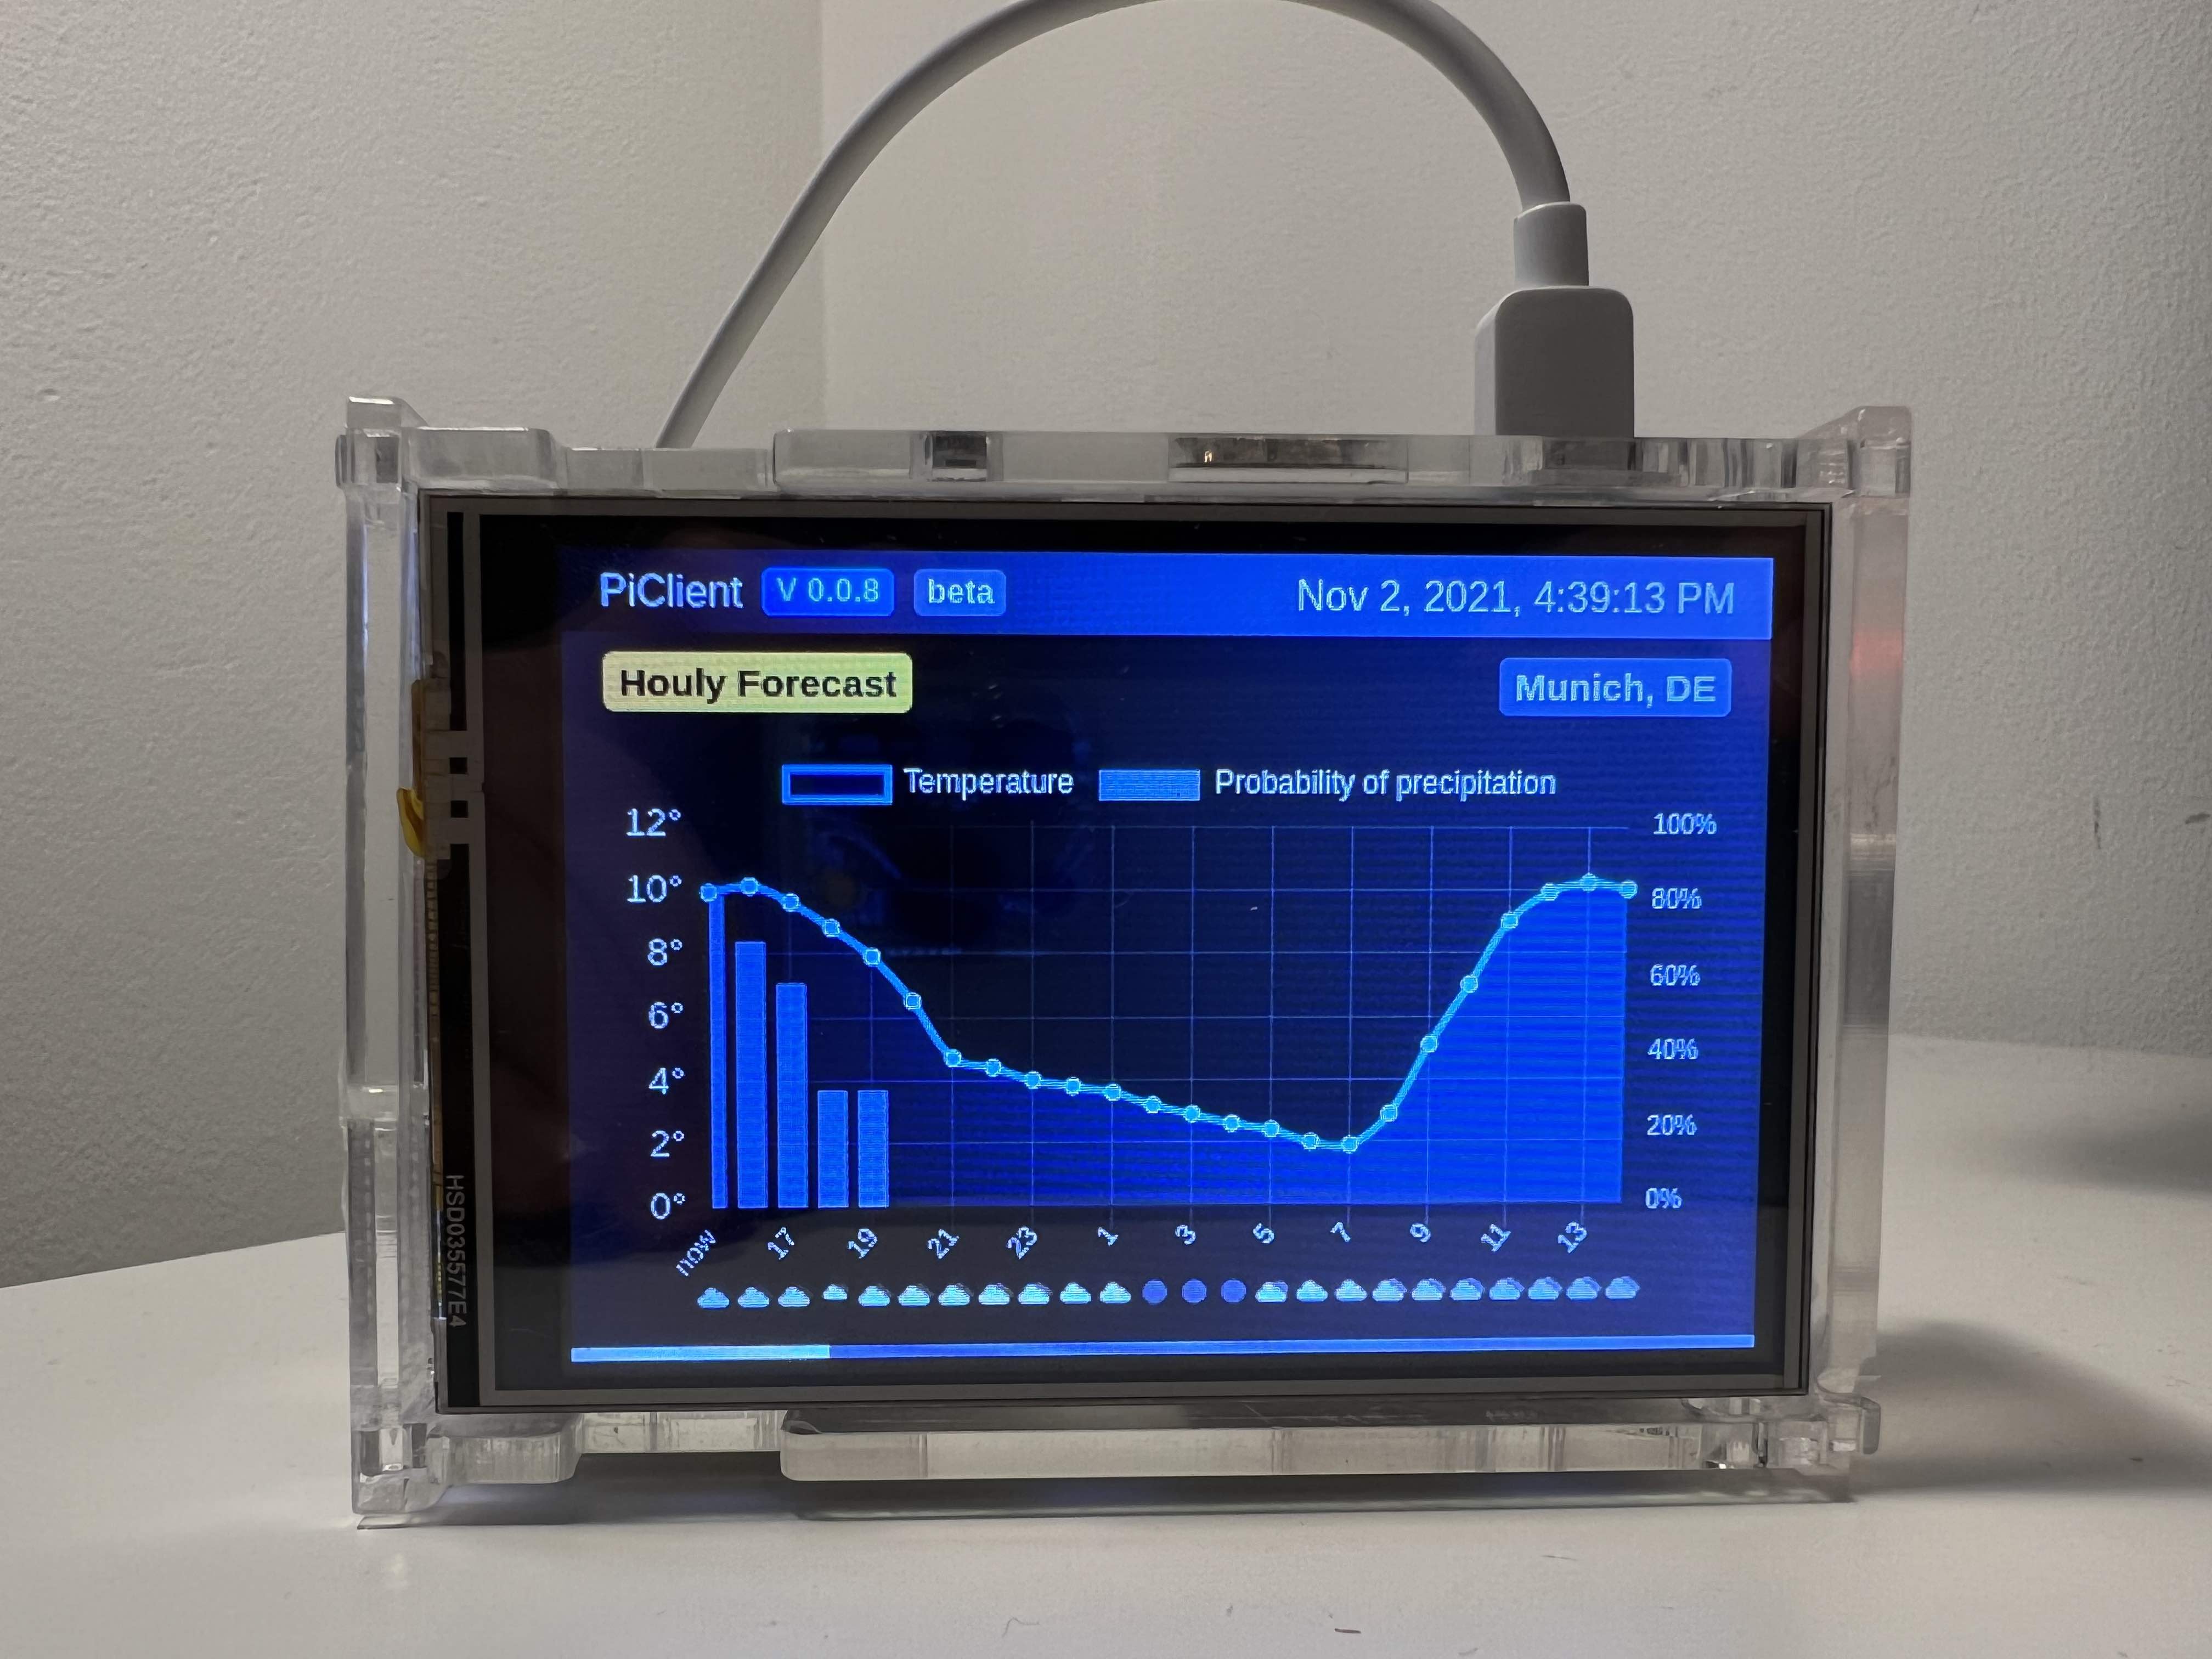 PiClient V 0.0.8 beta Nov 2, 2021, 4:39:13 PM
Houly Forecast Munich, DE
Temperature Probability of precipitation
12° 100%
10° 80%
8° 60%
6° 40%
4° 20%
2° 0%
0°
now 17 19 21 23 1 3 5 7 9 11 13
HSD035577E4